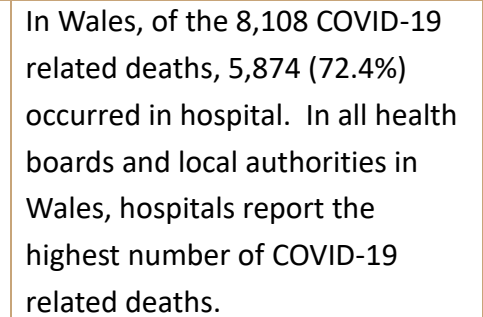 In Wales, of the 8,108 COVID-19
related deaths, 5,874 (72.4%)
occurred in hospital.  In all health
boards and local authorities in
Wales, hospitals report the
highest number of COVID-19
related deaths.